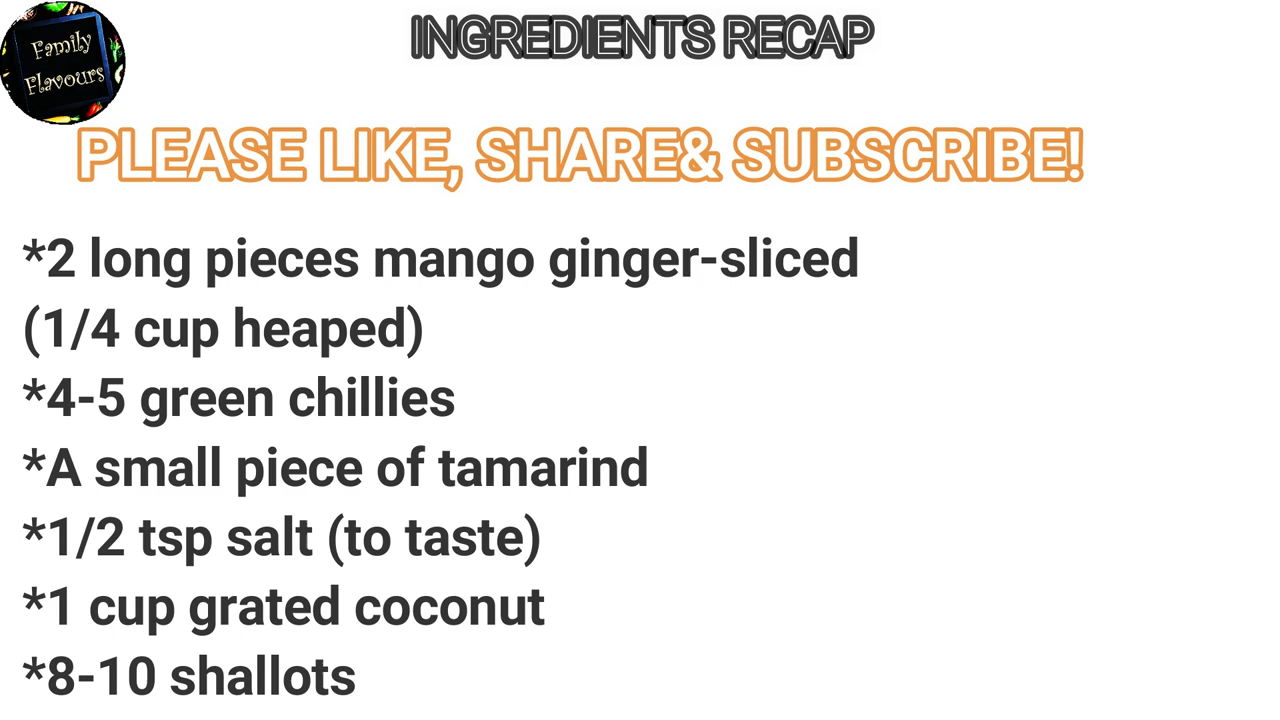 Family
Flavours
INGREDIENTS RECAP
PLEASE LIKE, SHARE& SUBSCRIBE!
*2 long pieces mango ginger-sliced
(1/4 cup heaped)
*4-5 green chillies
*A small piece of tamarind
*1/2 tsp salt (to taste)
*1 cup grated coconut
*8-10 shallots